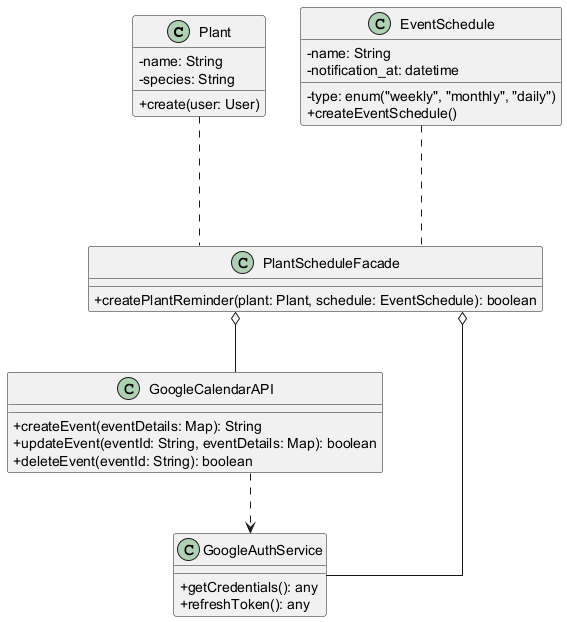 C Plant
-name: String
-species: String
+create(user: User)
C EventSchedule
-name: String
-notification_at: datetime
-type: enum("weekly", "monthly", "daily")
+createEventSchedule()
C PlantScheduleFacade
+createPlantReminder(plant: Plant, schedule: EventSchedule): boolean
C GoogleCalendarAPI
+createEvent(eventDetails: Map): String
+updateEvent(eventId: String, eventDetails: Map): boolean
+deleteEvent(eventId: String): boolean
C GoogleAuthService
+getCredentials(): any
+refreshToken(): any